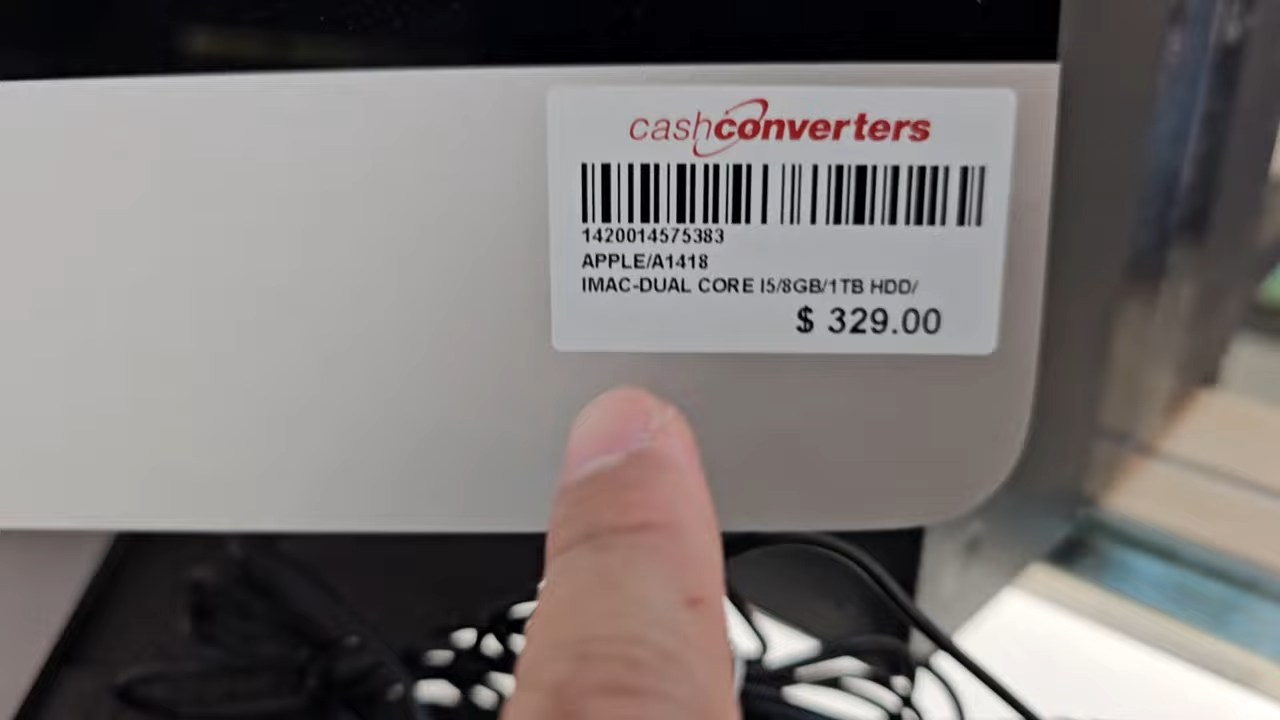 cashconverters
1420014575383
APPLE/A1418
IMAC-DUAL CORE I5/8GB/1TB HDD/
$ 329.00